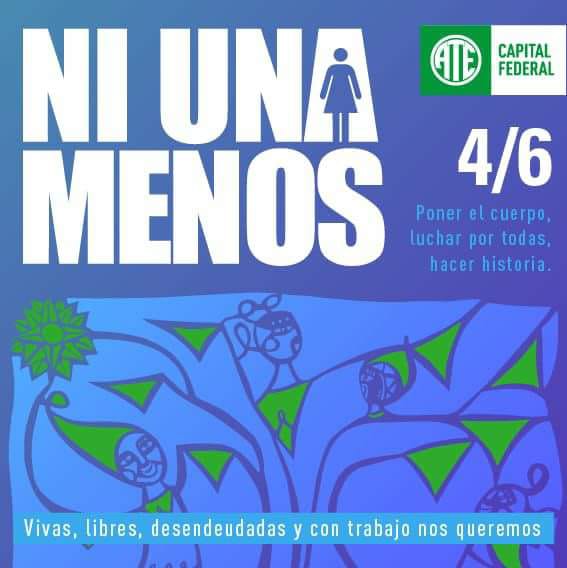 NI UNA
MENOS
ATE
CAPITAL
FEDERAL
4/6
Poner el cuerpo,
luchar por todas,
hacer historia.
Vivas, libres, desendeudadas y con trabajo nos queremos